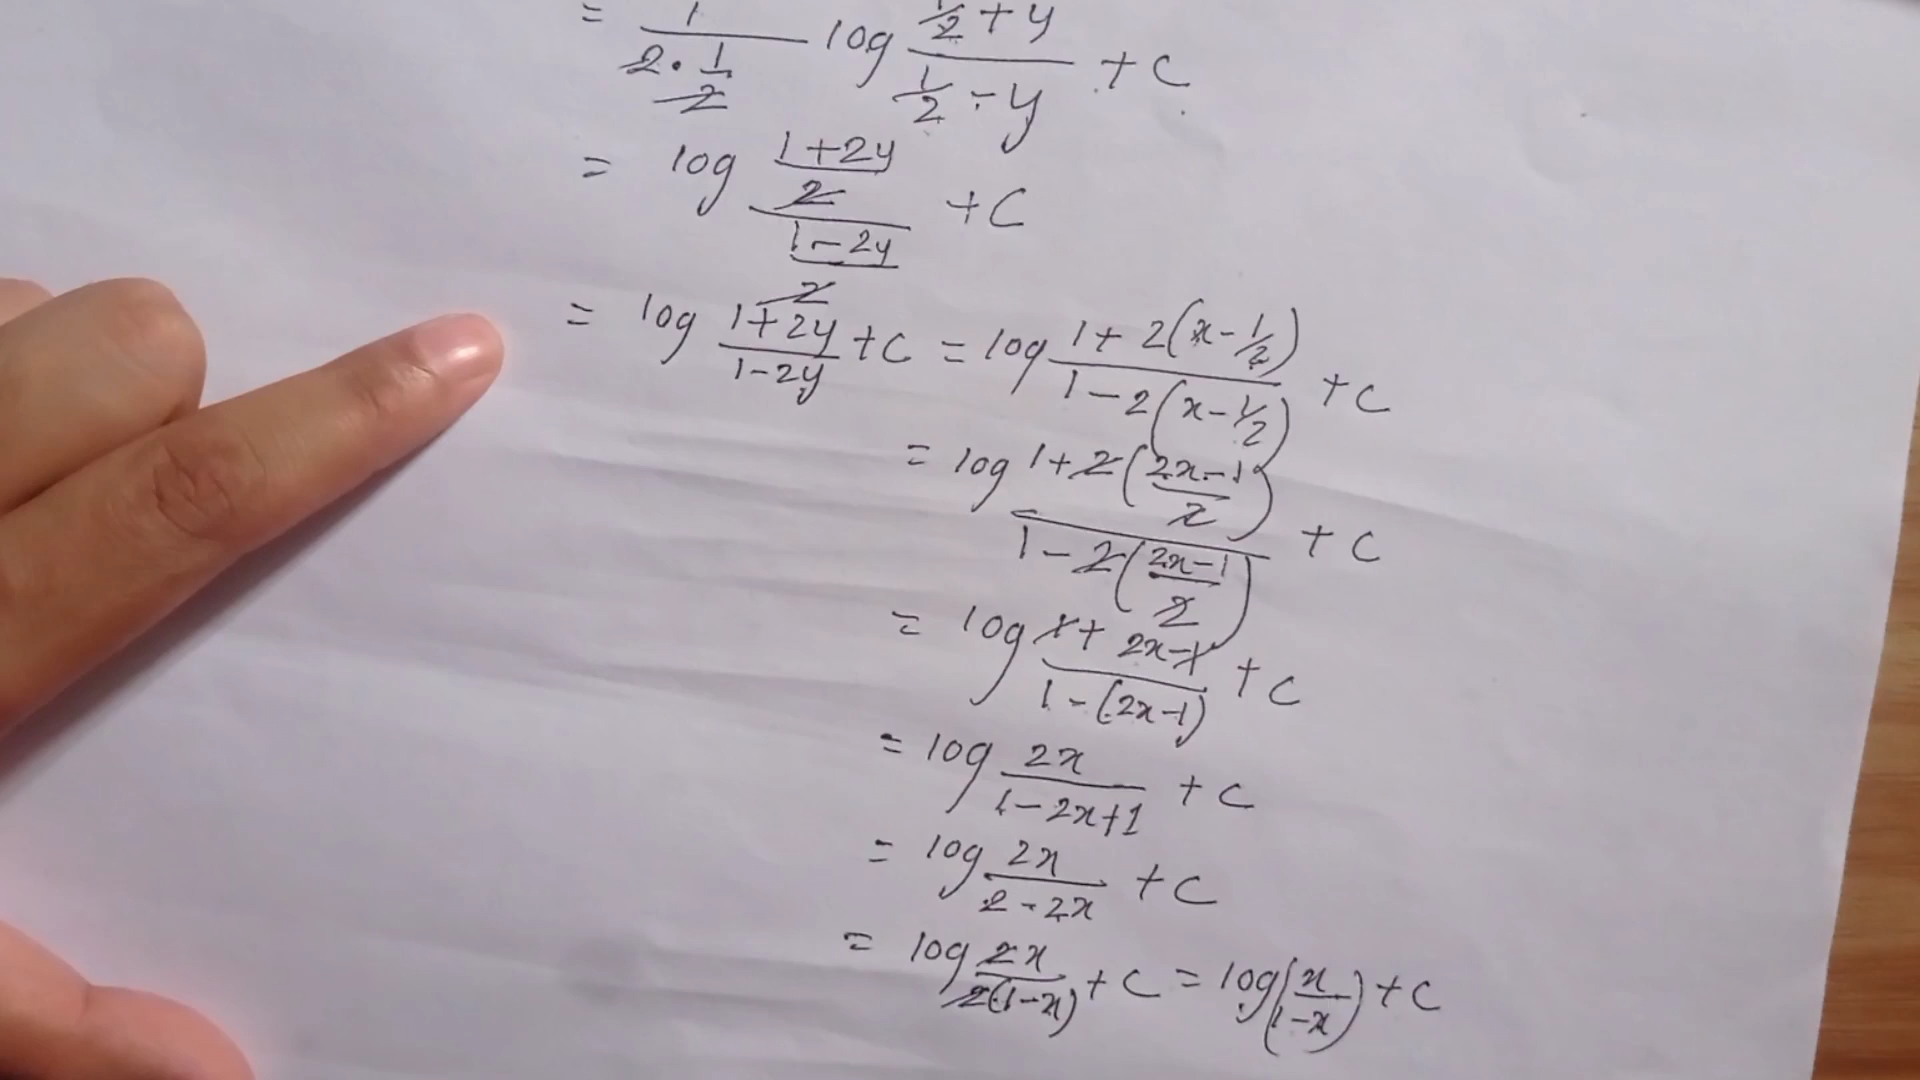 = 1/(2·1/2) log (1/2+y)/(1/2-y) + C
= log ((1+2y)/2)/((1-2y)/2) + C
= log (1+2y)/(1-2y) + C = log (1+2(x-1/2))/(1-2(x-1/2)) + C
= log (1+2((2x-1)/2))/(1-2((2x-1)/2)) + C
= log (1+2x-1)/(1-(2x-1)) + C
= log 2x/(1-2x+1) + C
= log 2x/(2-2x) + C
= log 2x/(2(1-x)) + C = log(x/(1-x)) + C